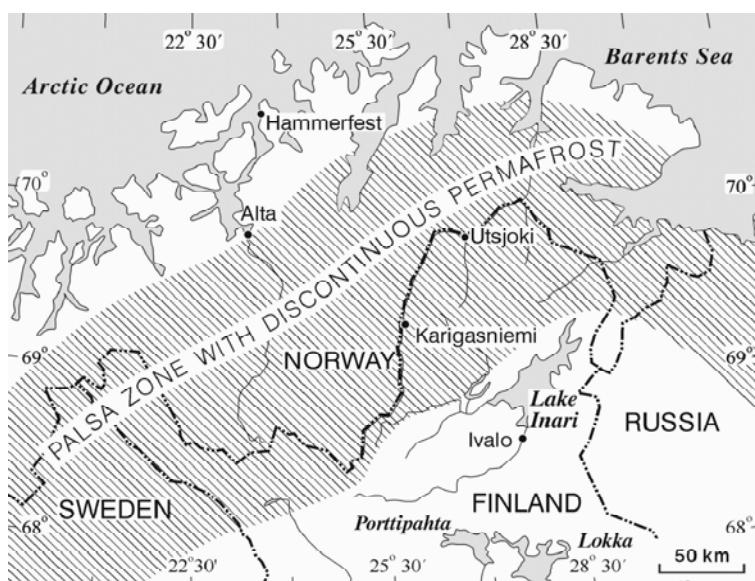 22° 30′
25° 30′
28° 30′
Barents Sea
Arctic Ocean
Hammerfest
70°
70°
PALSA ZONE WITH DISCONTINUOUS PERMAFROST
Alta
Utsjoki
Karigasniemi
69°
69°
NORWAY
Lake
Inari
RUSSIA
Ivalo
SWEDEN
FINLAND
68°
68°
Porttipahta
Lokka
22° 30′
25° 30′
28° 30′
50 km